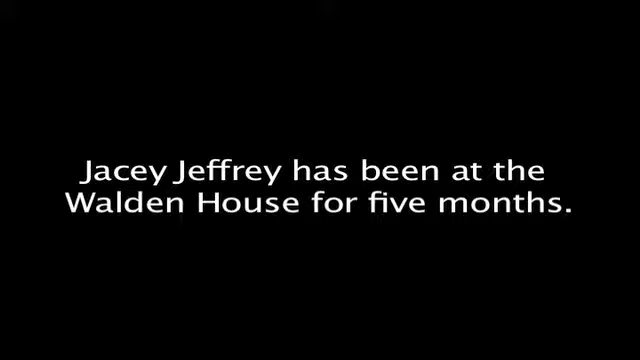 Jacey Jeffrey has been at the
Walden House for five months.